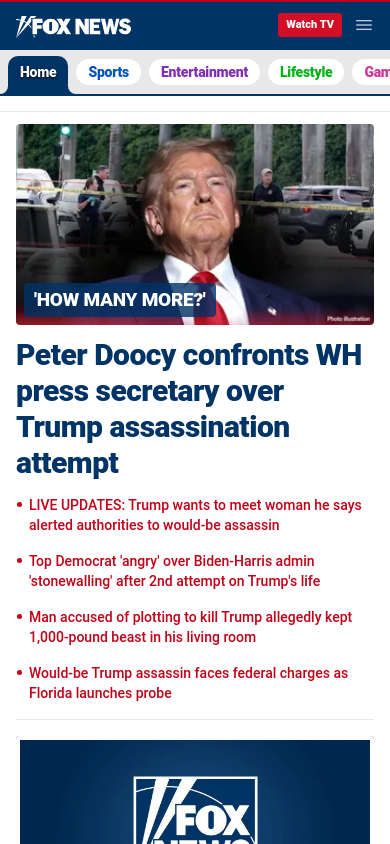 FOX NEWS
Watch TV
Home
Sports
Entertainment
Lifestyle
Gam
'HOW MANY MORE?'
Photo illustration
Peter Doocy confronts WH
press secretary over
Trump assassination
attempt
LIVE UPDATES: Trump wants to meet woman he says
alerted authorities to would-be assassin
Top Democrat 'angry' over Biden-Harris admin
'stonewalling' after 2nd attempt on Trump's life
Man accused of plotting to kill Trump allegedly kept
1,000-pound beast in his living room
Would-be Trump assassin faces federal charges as
Florida launches probe
FOX
NEWS